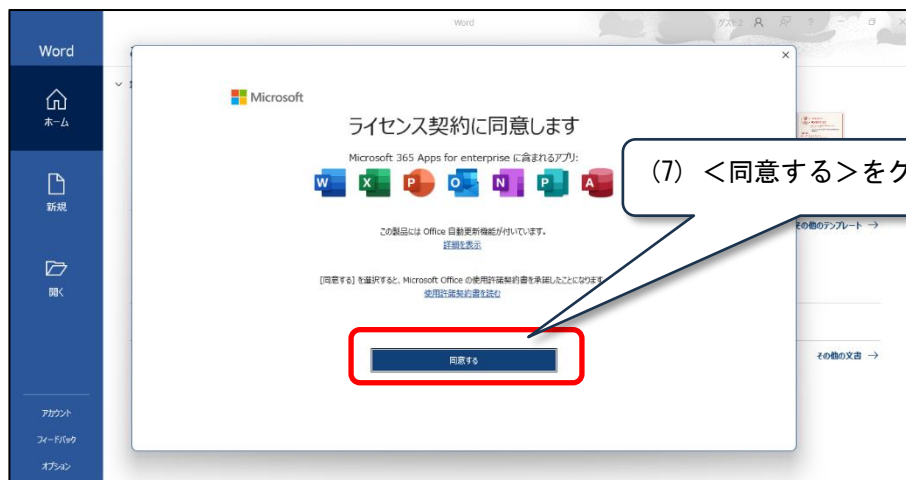 Word
ゲスト2
?
Word
ホーム
新規
開く
アカウント
フィードバック
オプション
Microsoft
ライセンス契約に同意します
Microsoft 365 Apps for enterprise に含まれるアプリ:
この製品には Office 自動更新機能が付いています。
詳細を表示
[同意する] を選択すると、Microsoft Office の使用許諾契約書を承諾したことになります
使用許諾契約書を読む
同意する
(7) <同意する>をク
その他のテンプレート →
その他の文書 →